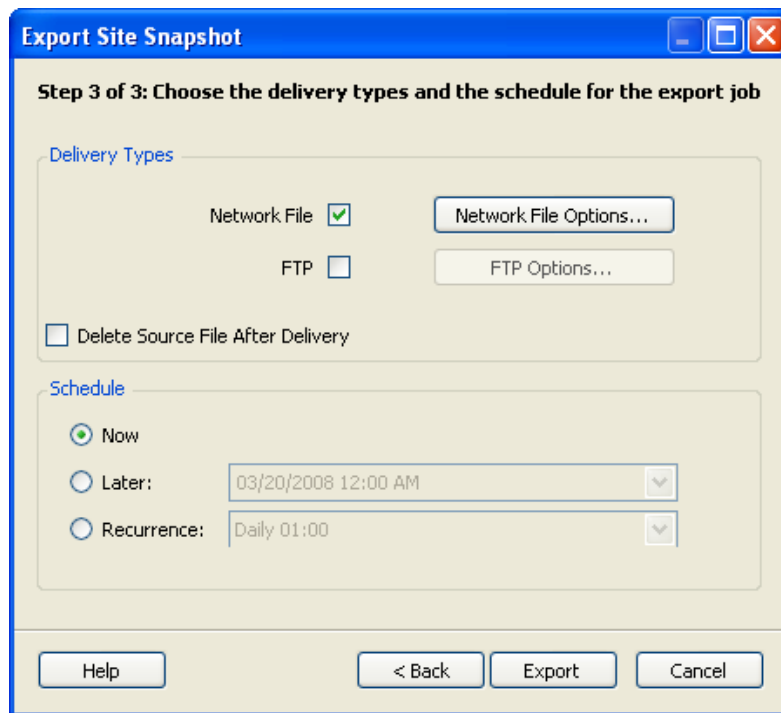 Export Site Snapshot
Step 3 of 3: Choose the delivery types and the schedule for the export job
Delivery Types
Network File
Network File Options...
FTP
FTP Options...
Delete Source File After Delivery
Schedule
Now
Later:
03/20/2008 12:00 AM
Recurrence:
Daily 01:00
Help
< Back
Export
Cancel